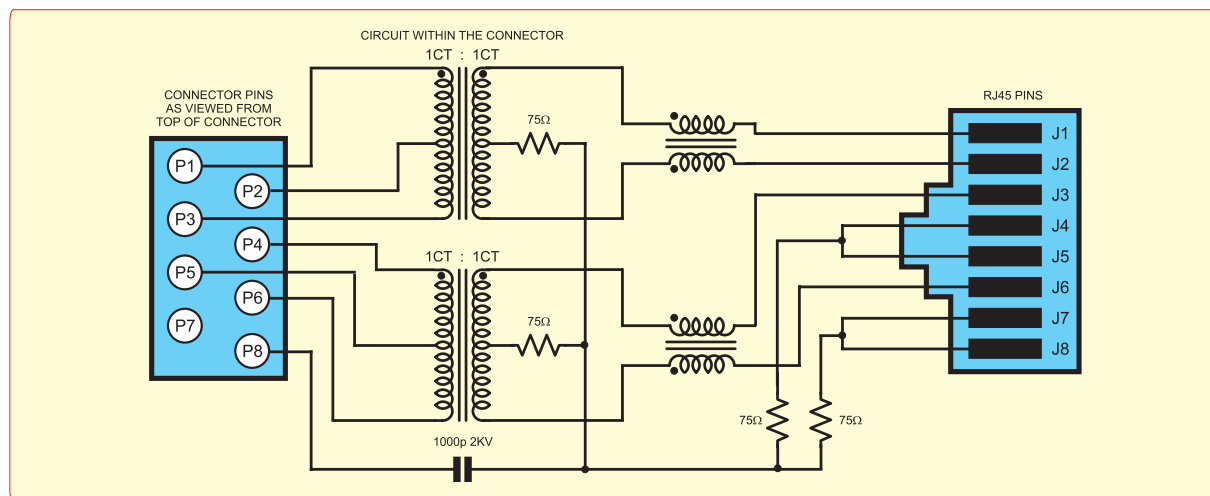 CIRCUIT WITHIN THE CONNECTOR
1CT : 1CT
CONNECTOR PINS
AS VIEWED FROM
TOP OF CONNECTOR
RJ45 PINS
75Ω
P1
P2
P3
P4
P5
P6
P7
P8
J1
J2
J3
J4
J5
J6
J7
J8
1CT : 1CT
75Ω
75Ω
75Ω
1000p 2KV